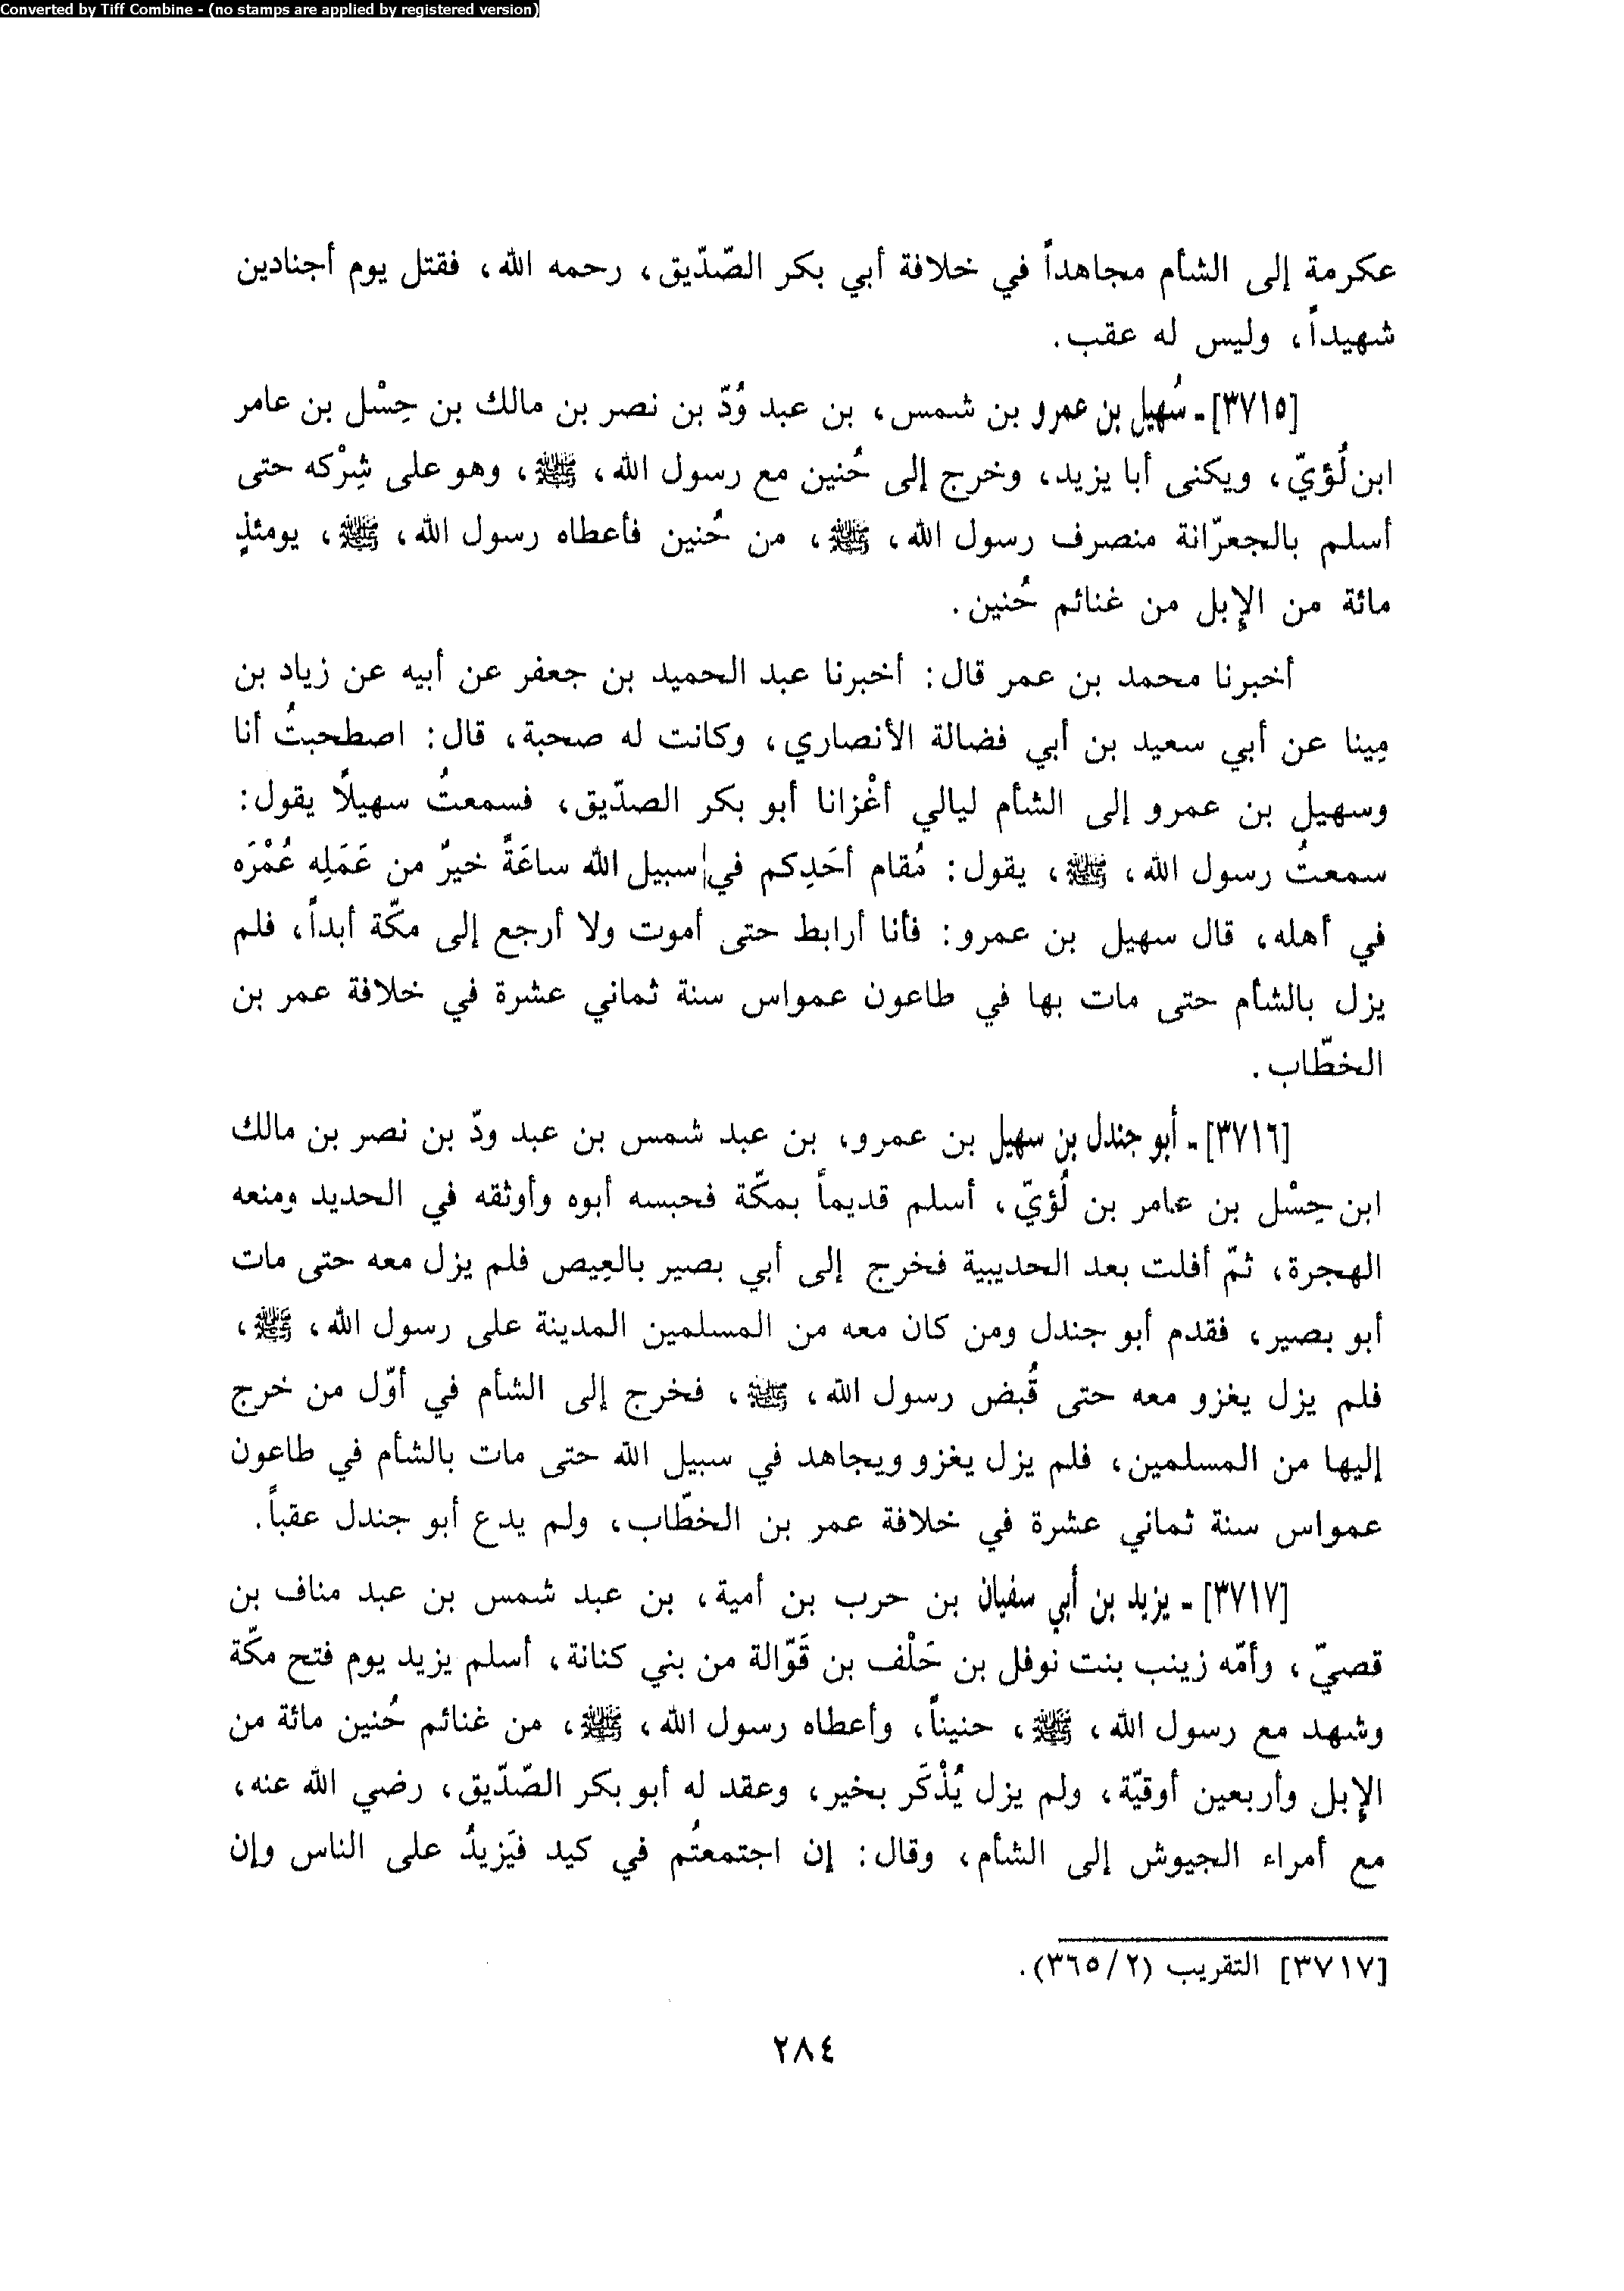 Converted by Tiff Combine - (no stamps are applied by registered version)
عكرمة إلى الشأم مجاهداً في خلافة أبي بكر الصّدّيق، رحمه الله، فقتل يوم أجنادين
شهيداً، وليس له عقب.
[٣٧١٥]- سُهيل بن عمرو بن شمس، بن عبد وُدّ بن نصر بن مالك بن حِسْل بن عامر
ابن لُؤيّ، ويكنى أبا يزيد، وخرج إلى حُنين مع رسول الله، ﷺ، وهو على شِرْكه حتى
أسلم بالجعرّانة منصرف رسول الله، ﷺ، من حُنين فأعطاه رسول الله، ﷺ، يومئذٍ
مائة من الإبل من غنائم حُنين.
أخبرنا محمد بن عمر قال: أخبرنا عبد الحميد بن جعفر عن أبيه عن زياد بن
مِينا عن أبي سعيد بن أبي فضالة الأنصاري، وكانت له صحبة، قال: اصطحبتُ أنا
وسهيل بن عمرو إلى الشأم ليالي أغْزانا أبو بكر الصدّيق، فسمعتُ سهيلاً يقول:
سمعتُ رسول الله، ﷺ، يقول: مُقام أحَدِكم في سبيل الله ساعَةً خيرٌ من عَمَلِه عُمْرَه
في أهله، قال سهيل بن عمرو: فأنا أرابط حتى أموت ولا أرجع إلى مكّة أبداً، فلم
يزل بالشأم حتى مات بها في طاعون عمواس سنة ثماني عشرة في خلافة عمر بن
الخطّاب.
[٣٧١٦]- أبو جندل بن سهيل بن عمرو، بن عبد شمس بن عبد ودّ بن نصر بن مالك
ابن حِسْل بن عامر بن لُؤيّ، أسلم قديماً بمكّة فحبسه أبوه وأوثقه في الحديد ومنعه
الهجرة، ثمّ أفلت بعد الحديبية فخرج إلى أبي بصير بالعِيص فلم يزل معه حتى مات
أبو بصير، فقدم أبو جندل ومن كان معه من المسلمين المدينة على رسول الله، ﷺ،
فلم يزل يغزو معه حتى قُبض رسول الله، ﷺ، فخرج إلى الشأم في أوّل من خرج
إليها من المسلمين، فلم يزل يغزو ويجاهد في سبيل الله حتى مات بالشأم في طاعون
عمواس سنة ثماني عشرة في خلافة عمر بن الخطّاب، ولم يدع أبو جندل عقباً.
[٣٧١٧]- يزيد بن أبي سفيان بن حرب بن أمية، بن عبد شمس بن عبد مناف بن
قصيّ، وأمّه زينب بنت نوفل بن خَلْف بن قَوّالة من بني كنانة، أسلم يزيد يوم فتح مكّة
وشهد مع رسول الله، ﷺ، حنيناً، وأعطاه رسول الله، ﷺ، من غنائم حُنين مائة من
الإبل وأربعين أوقيّة، ولم يزل يُذْكَر بخير، وعقد له أبو بكر الصّدّيق، رضي الله عنه،
مع أمراء الجيوش إلى الشأم، وقال: إن اجتمعتُم في كيد فيَزيدُ على الناس وإن
[٣٧١٧] التقريب (٣٦٥/٢).
٢٨٤